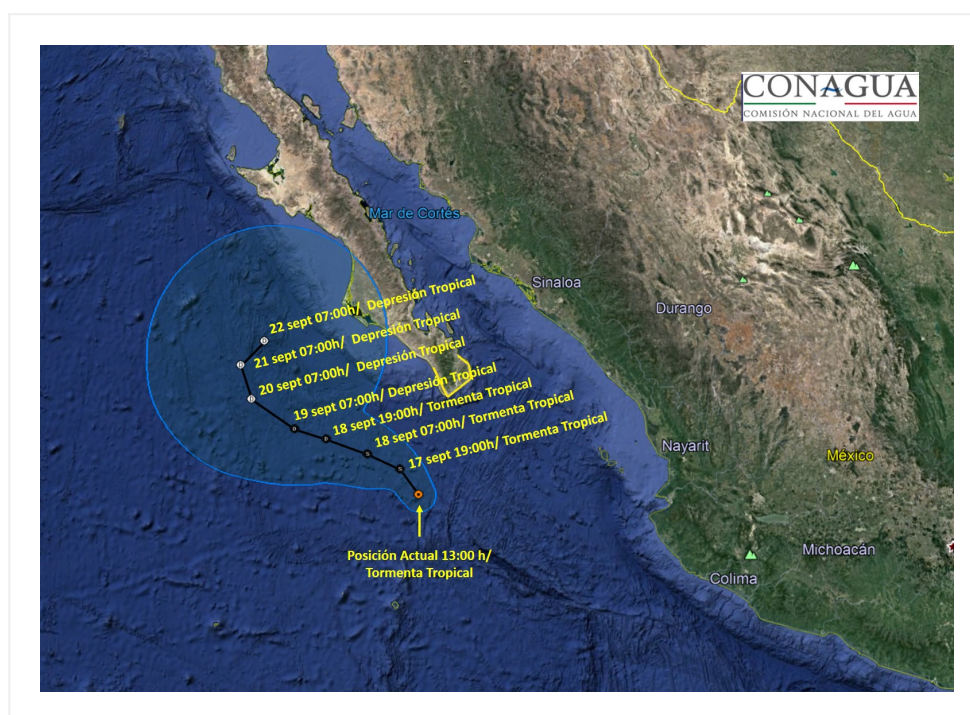 CONAGUA
COMISIÓN NACIONAL DEL AGUA
Mar de Cortés
Sinaloa
Durango
22 sept 07:00h/ Depresión Tropical
21 sept 07:00h/ Depresión Tropical
20 sept 07:00h/ Depresión Tropical
19 sept 07:00h/ Depresión Tropical
18 sept 19:00h/ Tormenta Tropical
18 sept 07:00h/ Tormenta Tropical
17 sept 19:00h/ Tormenta Tropical
Nayarit
México
Posición Actual 13:00 h/
Tormenta Tropical
Michoacán
Colima